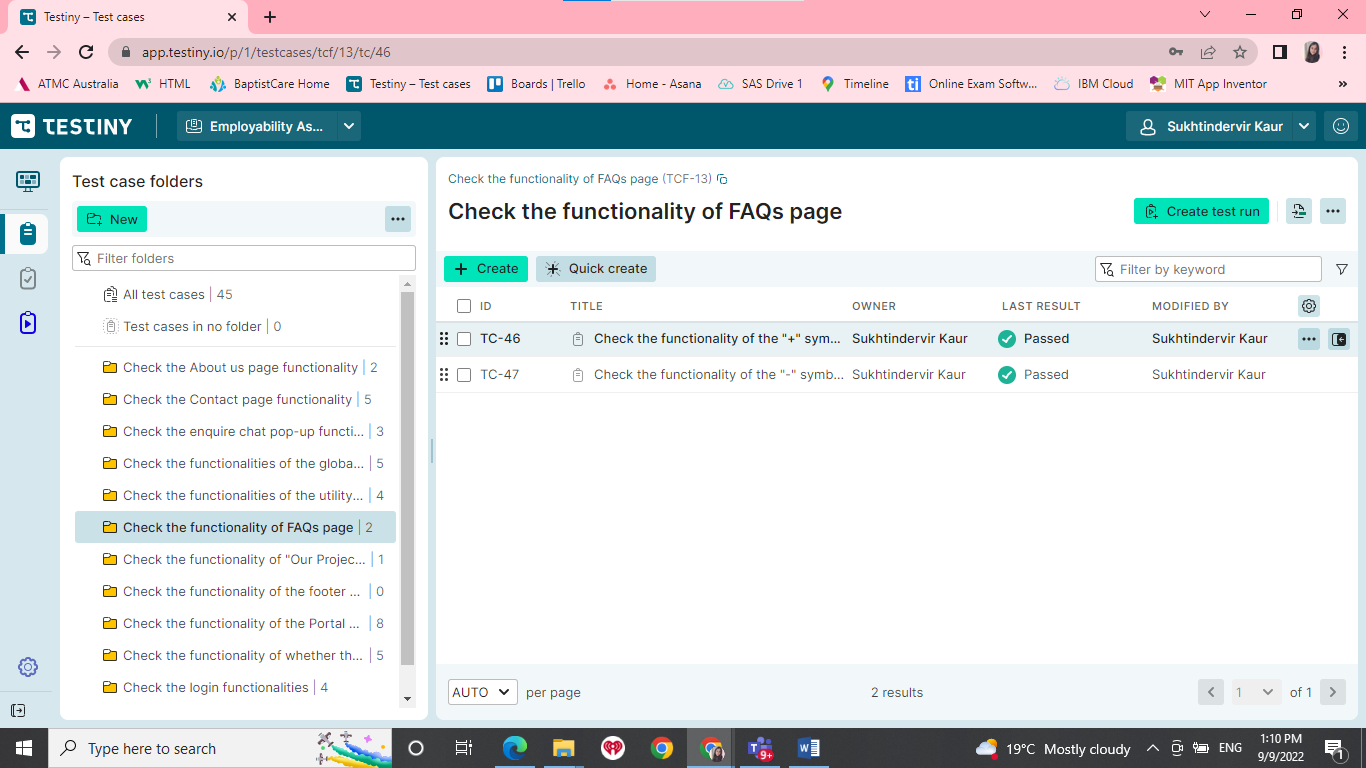 Testiny – Test cases
app.testiny.io/p/1/testcases/tcf/13/tc/46
ATMC Australia
HTML
BaptistCare Home
Testiny – Test cases
Boards | Trello
Home - Asana
SAS Drive 1
Timeline
Online Exam Softw...
IBM Cloud
MIT App Inventor
»
TESTINY
Employability As...
Sukhtindervir Kaur
Test case folders
New
Filter folders
All test cases | 45
Test cases in no folder | 0
Check the About us page functionality | 2
Check the Contact page functionality | 5
Check the enquire chat pop-up functi... | 3
Check the functionalities of the globa... | 5
Check the functionalities of the utility... | 4
Check the functionality of FAQs page | 2
Check the functionality of "Our Projec... | 1
Check the functionality of the footer ... | 0
Check the functionality of the Portal ... | 8
Check the functionality of whether th... | 5
Check the login functionalities | 4
Check the functionality of FAQs page (TCF-13)
Check the functionality of FAQs page
Create test run
Create
Quick create
Filter by keyword
ID TITLE OWNER LAST RESULT MODIFIED BY
TC-46 Check the functionality of the "+" sym... Sukhtindervir Kaur Passed Sukhtindervir Kaur
TC-47 Check the functionality of the "-" symb... Sukhtindervir Kaur Passed Sukhtindervir Kaur
AUTO per page 2 results 1 of 1
Type here to search
9+
19°C Mostly cloudy
ENG
1:10 PM
9/9/2022
1